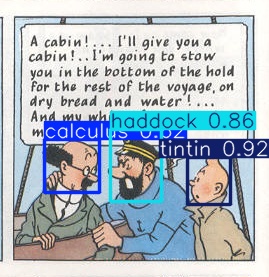 A cabin!... I'll give you a
cabin!.. I'm going to stow
you in the bottom of the hold
for the rest of the voyage, on
dry bread and water!...
And my wh
haddock 0.86
m
calculus 0.82
tintin 0.92